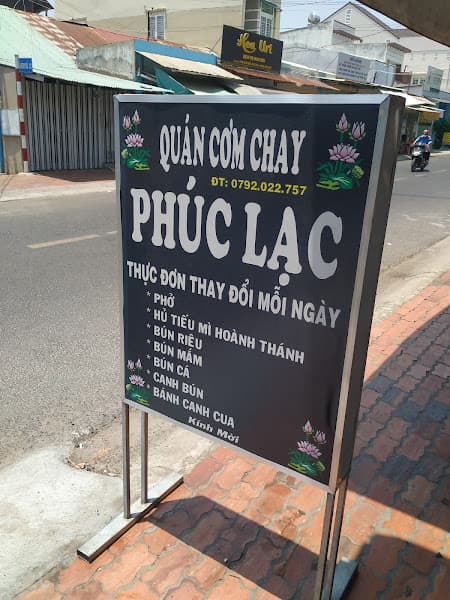 QUÁN CƠM CHAY
ĐT: 0792.022.757
PHÚC LẠC
THỰC ĐƠN THAY ĐỔI MỖI NGÀY
* PHỞ
* HỦ TIẾU MÌ HOÀNH THÁNH
* BÚN RIÊU
* BÚN MẮM
* BÚN CÁ
* CANH BÚN
* BÁNH CANH CUA
Kính Mời